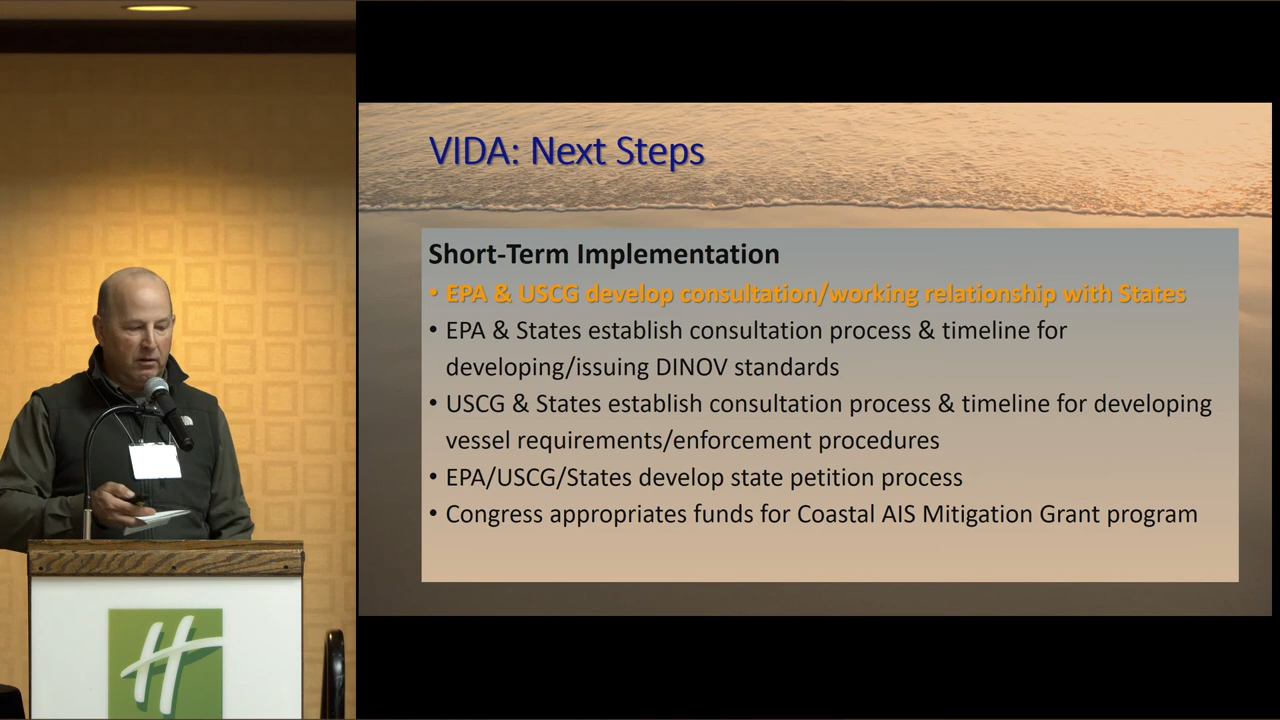 VIDA: Next Steps
Short-Term Implementation
• EPA & USCG develop consultation/working relationship with States
• EPA & States establish consultation process & timeline for
developing/issuing DINOV standards
• USCG & States establish consultation process & timeline for developing
vessel requirements/enforcement procedures
• EPA/USCG/States develop state petition process
• Congress appropriates funds for Coastal AIS Mitigation Grant program
H